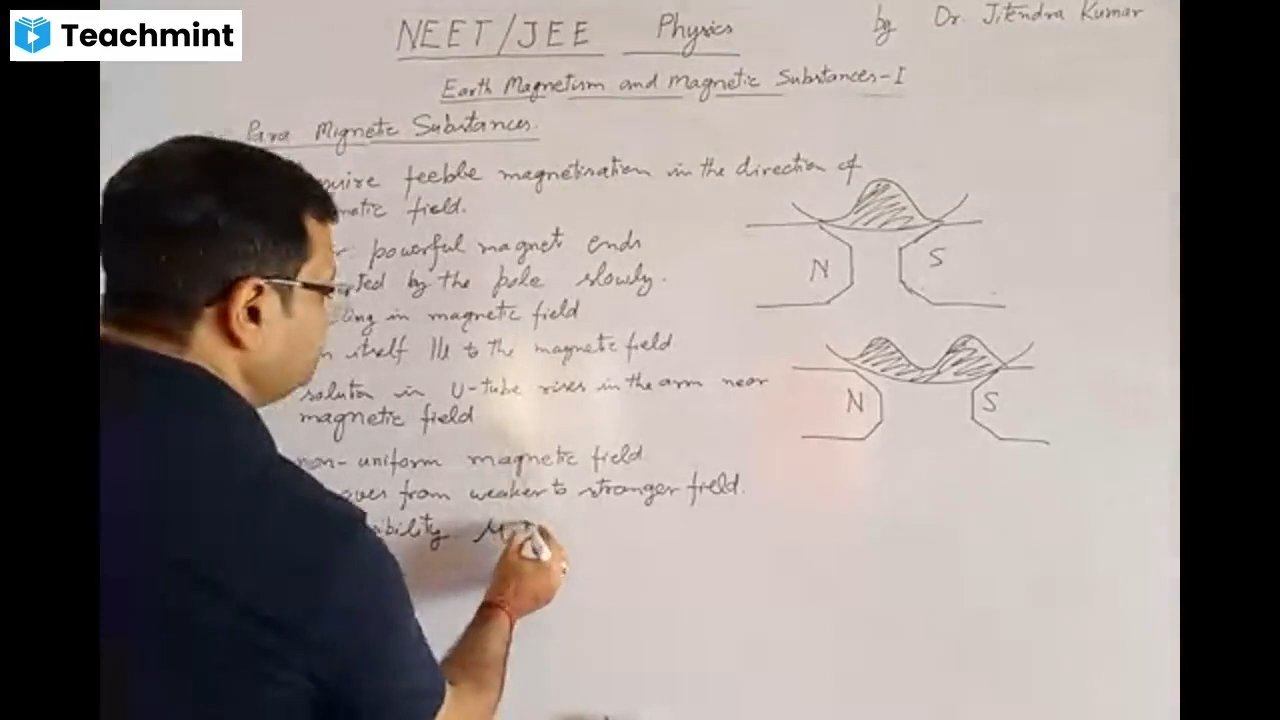 Teachmint
NEET/JEE Physics by Dr. Jitendra Kumar
Earth Magnetism and Magnetic Substances-I
Para Mignetic Substances.
feeble magnetisation in the direction of
field.
powerful magnet ends
by the pole slowly.
in magnetic field
itself to the magnetic field
solution in U-tube rises in the arm near
magnetic field
non-uniform magnetic field
from weaker to stronger field.
N S
N S